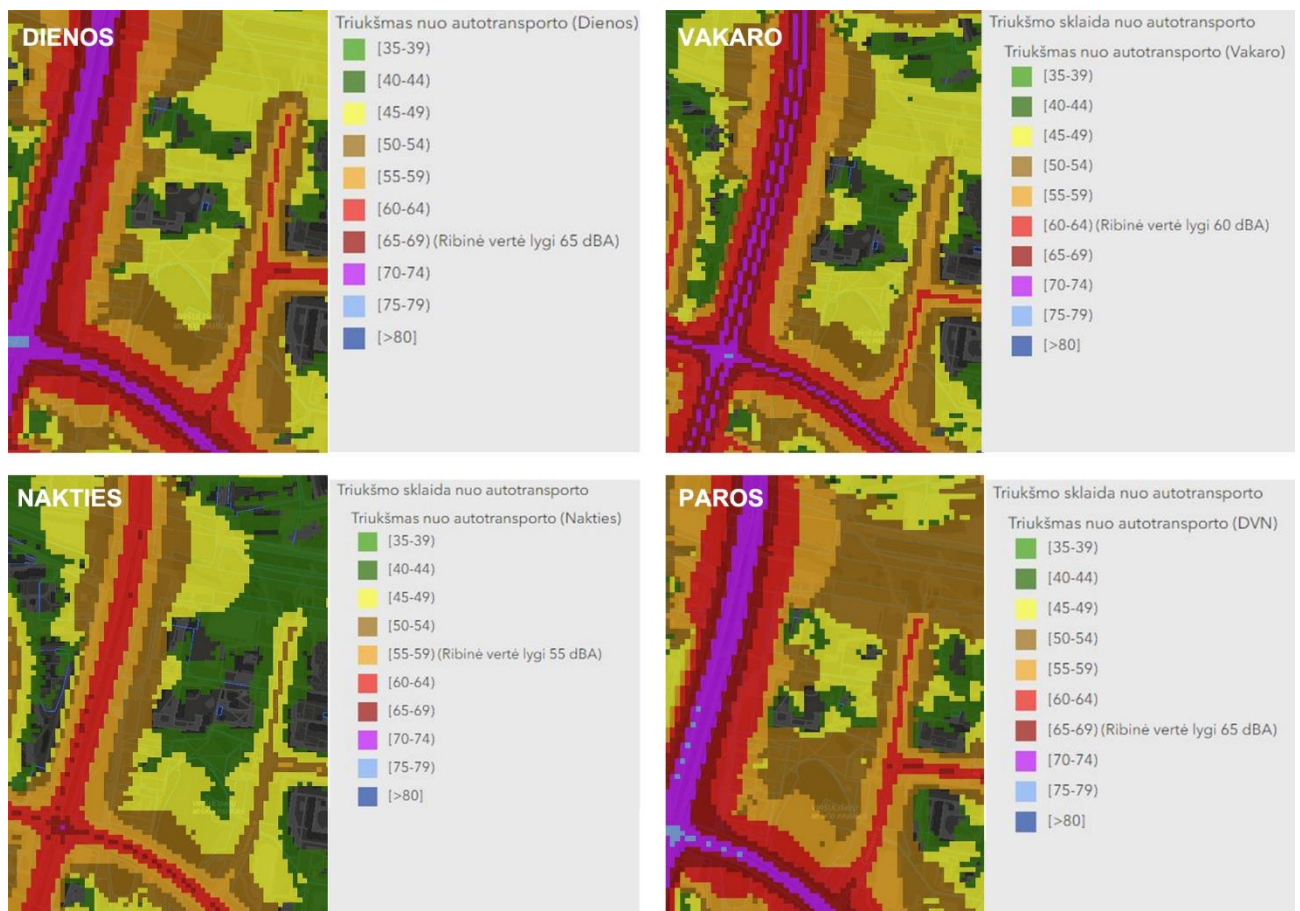 DIENOS
Triukšmas nuo autotransporto (Dienos)
[35-39)
[40-44)
[45-49)
[50-54)
[55-59)
[60-64)
[65-69) (Ribinė vertė lygi 65 dBA)
[70-74)
[75-79)
[>80]
VAKARO
Triukšmo sklaida nuo autotransporto
Triukšmas nuo autotransporto (Vakaro)
[35-39)
[40-44)
[45-49)
[50-54)
[55-59)
[60-64) (Ribinė vertė lygi 60 dBA)
[65-69)
[70-74)
[75-79)
[>80]
NAKTIES
Triukšmo sklaida nuo autotransporto
Triukšmas nuo autotransporto (Nakties)
[35-39)
[40-44)
[45-49)
[50-54)
[55-59) (Ribinė vertė lygi 55 dBA)
[60-64)
[65-69)
[70-74)
[75-79)
[>80]
PAROS
Triukšmo sklaida nuo autotransporto
Triukšmas nuo autotransporto (DVN)
[35-39)
[40-44)
[45-49)
[50-54)
[55-59)
[60-64)
[65-69) (Ribinė vertė lygi 65 dBA)
[70-74)
[75-79)
[>80]